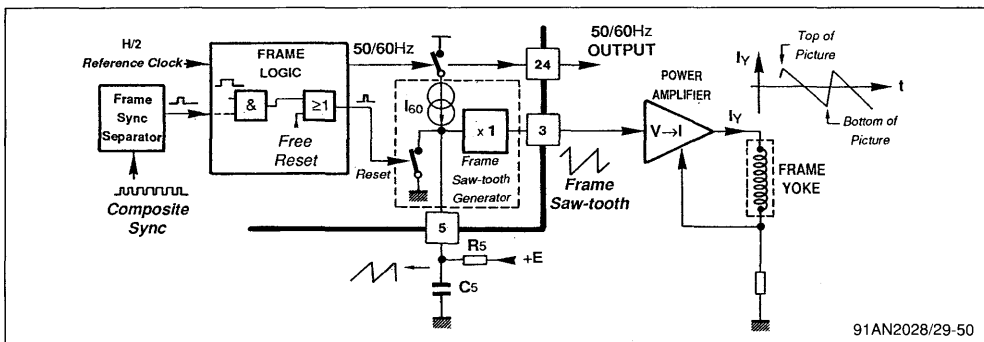 H/2
Reference Clock
Frame
Sync
Separator
Composite
Sync
FRAME
LOGIC
&
≥1
Free
Reset
50/60Hz
Reset
I60
x 1
Frame
Saw-tooth
Generator
24
50/60Hz
OUTPUT
3
Frame
Saw-tooth
5
R5
+E
C5
POWER
AMPLIFIER
V→I
IY
IY
Top of
Picture
t
Bottom of
Picture
FRAME
YOKE
91AN2028/29-50